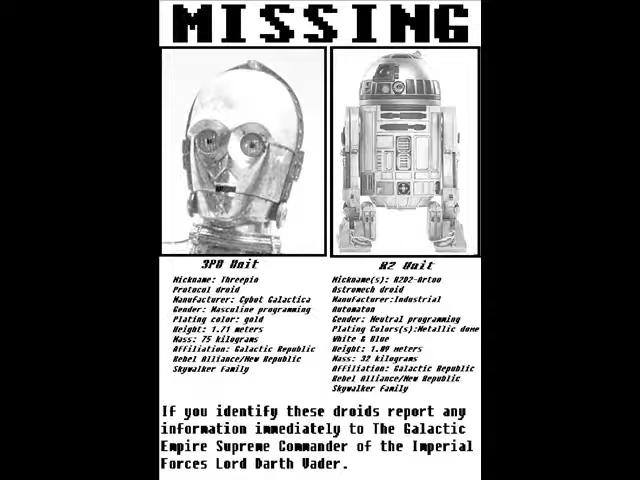 MISSING
3PO Unit
Nickname: Threepio
Protocol droid
Manufacturer: Cybot Galactica
Gender: Masculine programming
Plating color: gold
Height: 1.71 meters
Mass: 75 kilograms
Affiliation: Galactic Republic
Rebel Alliance/New Republic
Skywalker Family
R2 Unit
Nickname(s): R2D2-Artoo
Astromech droid
Manufacturer:Industrial
Automaton
Gender: Neutral programming
Plating Colors(s):Metallic dome
White & Blue
Height: 1.09 meters
Mass: 32 kilograms
Affiliation: Galactic Republic
Rebel Alliance/New Republic
Skywalker Family
If you identify these droids report any
information immediately to The Galactic
Empire Supreme Commander of the Imperial
Forces Lord Darth Vader.